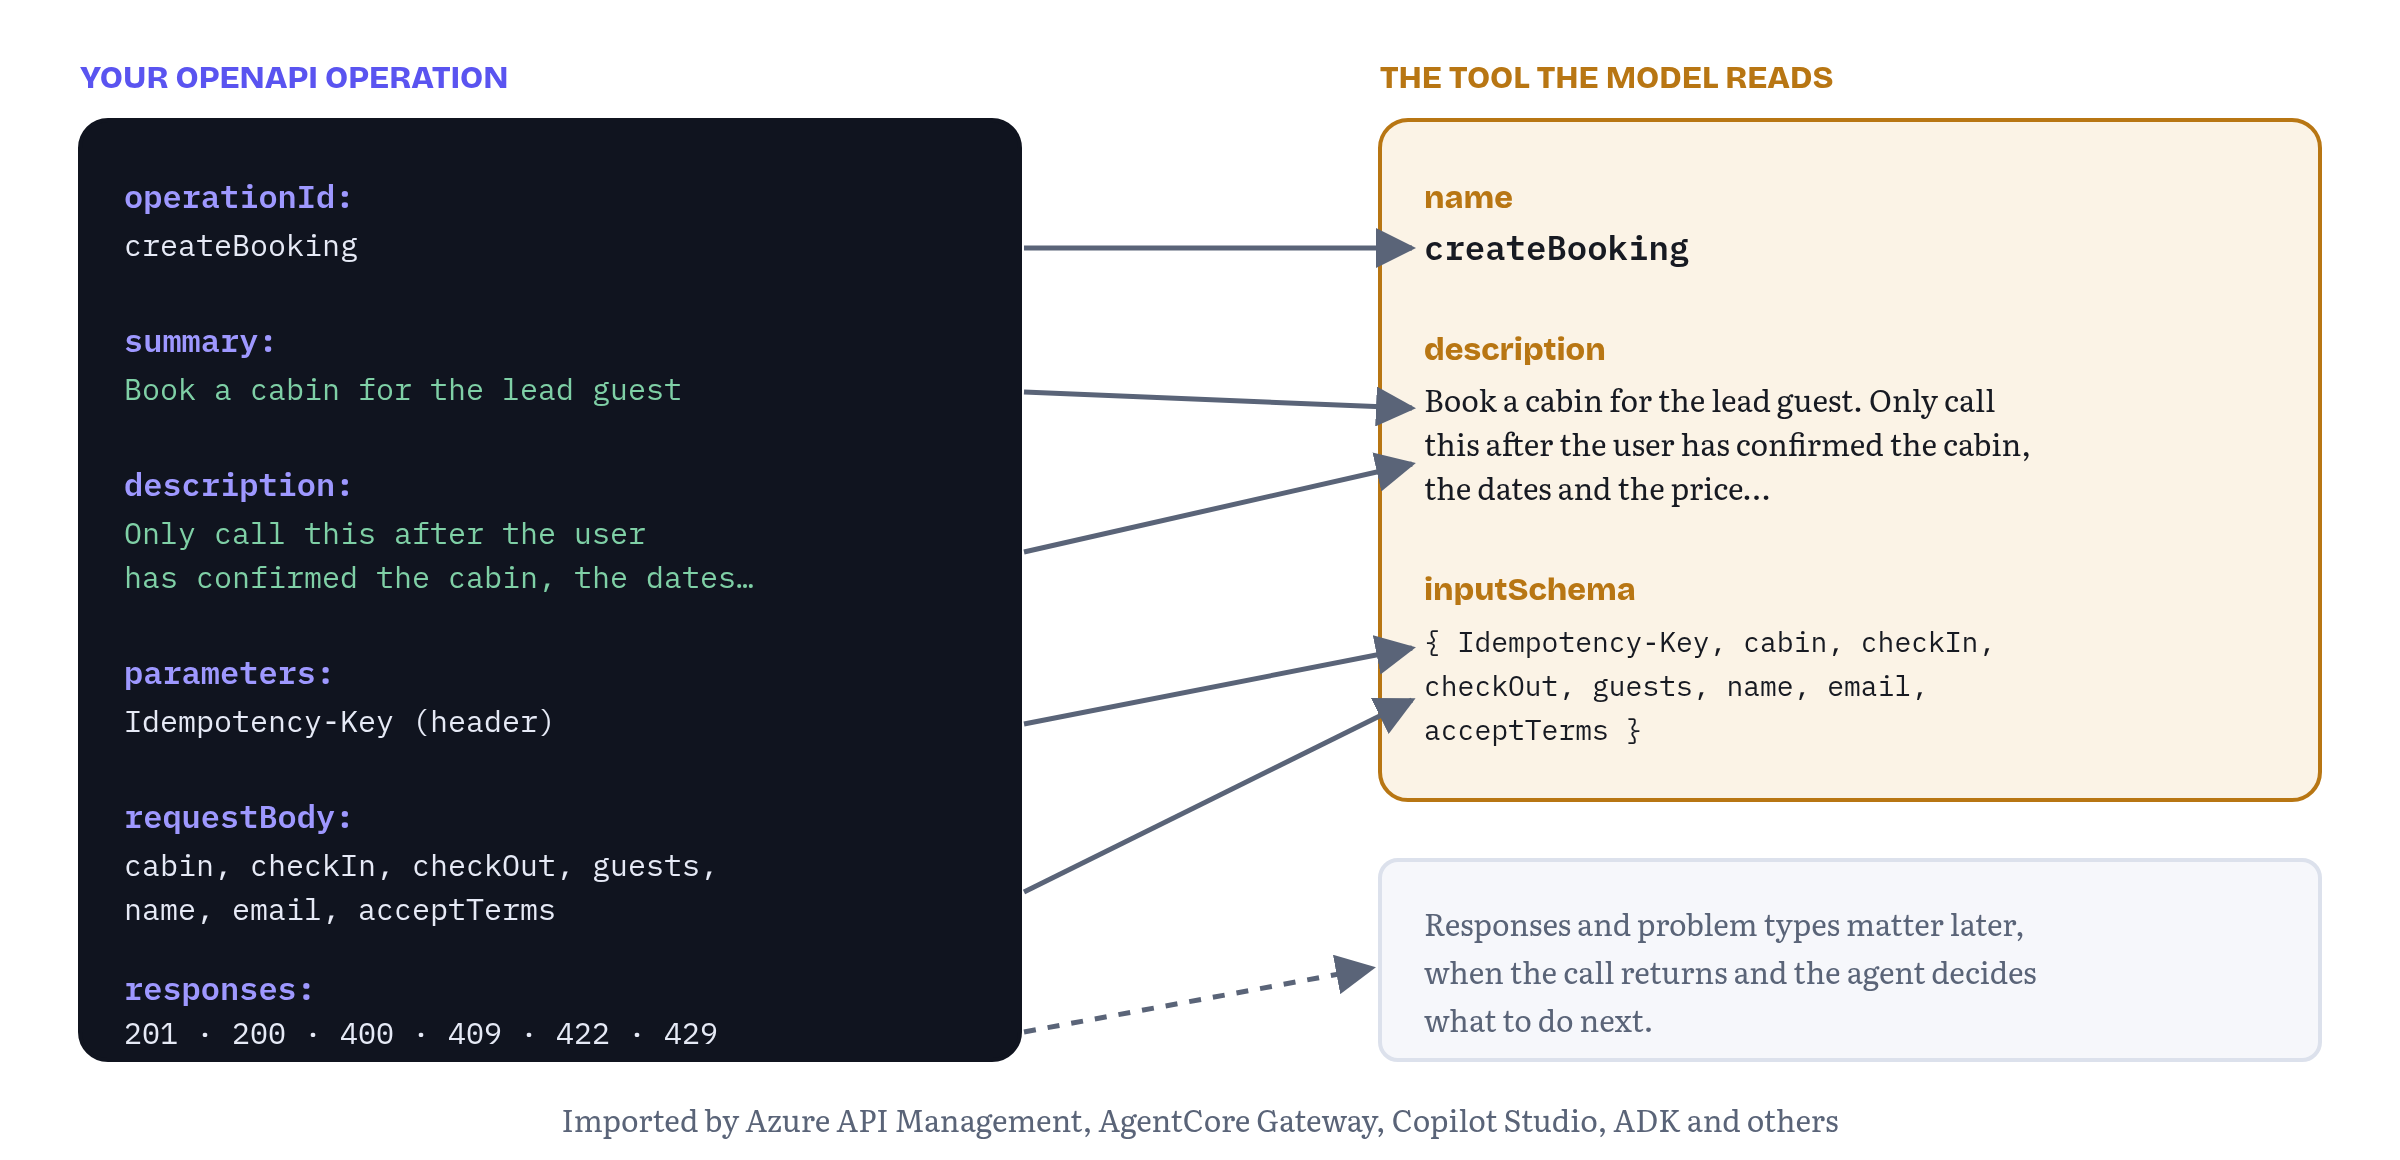 YOUR OPENAPI OPERATION
operationId:
createBooking
summary:
Book a cabin for the lead guest
description:
Only call this after the user
has confirmed the cabin, the dates…
parameters:
Idempotency-Key (header)
requestBody:
cabin, checkIn, checkOut, guests,
name, email, acceptTerms
responses:
201 · 200 · 400 · 409 · 422 · 429
THE TOOL THE MODEL READS
name
createBooking
description
Book a cabin for the lead guest. Only call
this after the user has confirmed the cabin,
the dates and the price…
inputSchema
{ Idempotency-Key, cabin, checkIn,
checkOut, guests, name, email,
acceptTerms }
Responses and problem types matter later,
when the call returns and the agent decides
what to do next.
Imported by Azure API Management, AgentCore Gateway, Copilot Studio, ADK and others